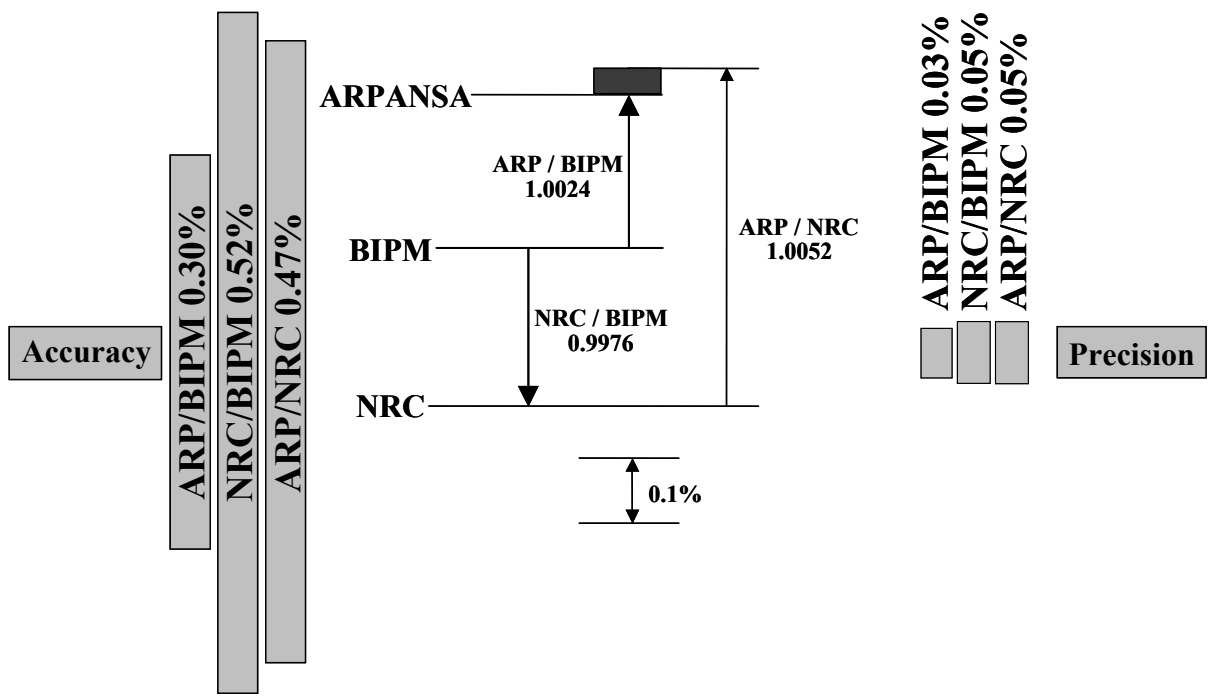 Accuracy
ARP/BIPM 0.30%
NRC/BIPM 0.52%
ARP/NRC 0.47%
ARPANSA
ARP / BIPM
1.0024
BIPM
NRC / BIPM
0.9976
NRC
ARP / NRC
1.0052
0.1%
ARP/BIPM 0.03%
NRC/BIPM 0.05%
ARP/NRC 0.05%
Precision